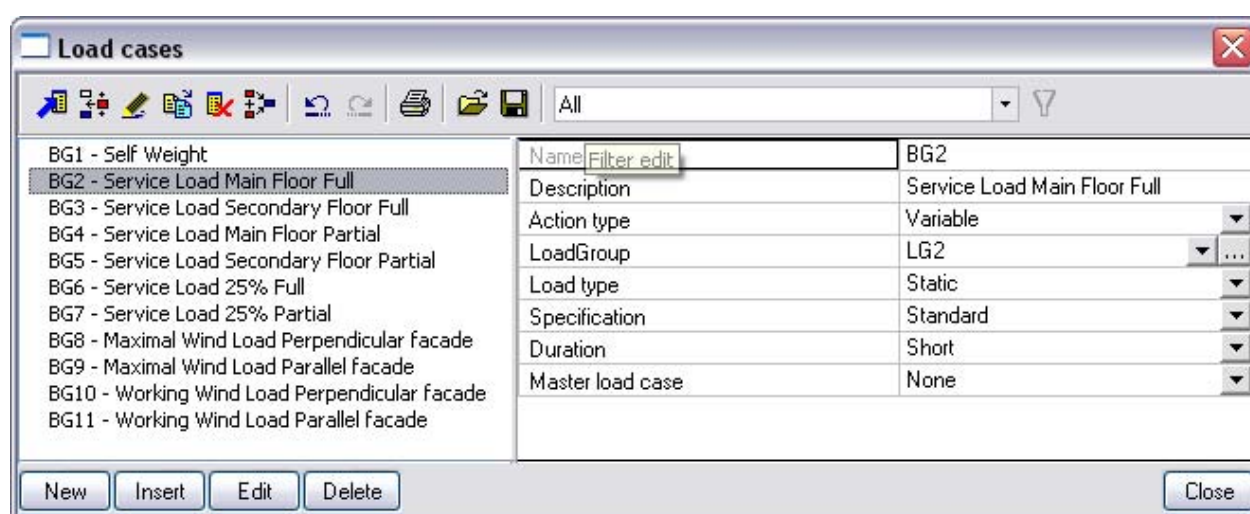 Load cases
All
BG1 - Self Weight
BG2 - Service Load Main Floor Full
BG3 - Service Load Secondary Floor Full
BG4 - Service Load Main Floor Partial
BG5 - Service Load Secondary Floor Partial
BG6 - Service Load 25% Full
BG7 - Service Load 25% Partial
BG8 - Maximal Wind Load Perpendicular facade
BG9 - Maximal Wind Load Parallel facade
BG10 - Working Wind Load Perpendicular facade
BG11 - Working Wind Load Parallel facade
Name Filter edit BG2
Description Service Load Main Floor Full
Action type Variable
LoadGroup LG2 ...
Load type Static
Specification Standard
Duration Short
Master load case None
New Insert Edit Delete Close